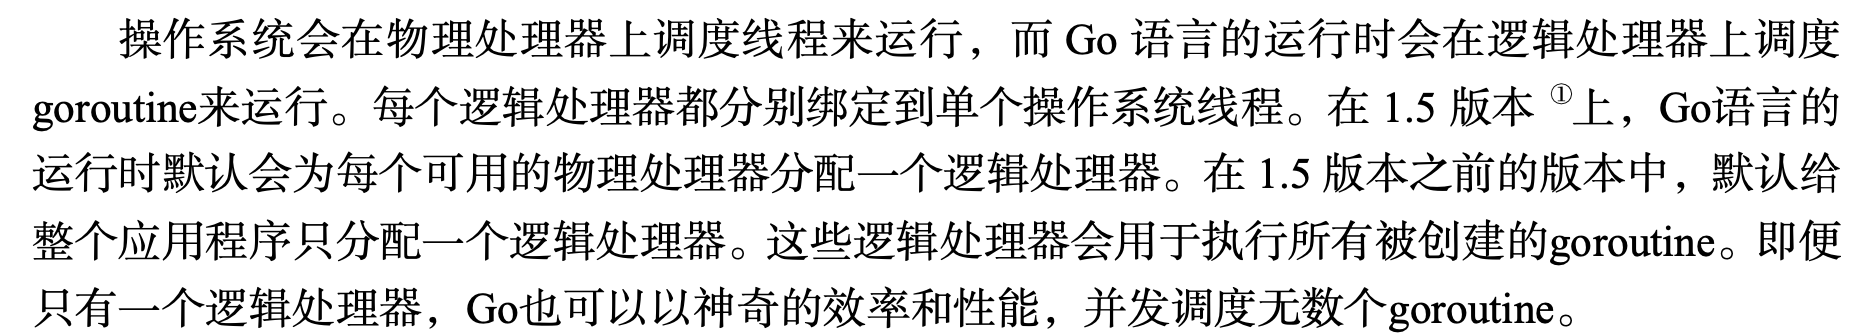 操作系统会在物理处理器上调度线程来运行，而 Go 语言的运行时会在逻辑处理器上调度
goroutine来运行。每个逻辑处理器都分别绑定到单个操作系统线程。在 1.5 版本 ①上，Go语言的
运行时默认会为每个可用的物理处理器分配一个逻辑处理器。在 1.5 版本之前的版本中，默认给
整个应用程序只分配一个逻辑处理器。这些逻辑处理器会用于执行所有被创建的goroutine。即便
只有一个逻辑处理器，Go也可以以神奇的效率和性能，并发调度无数个goroutine。